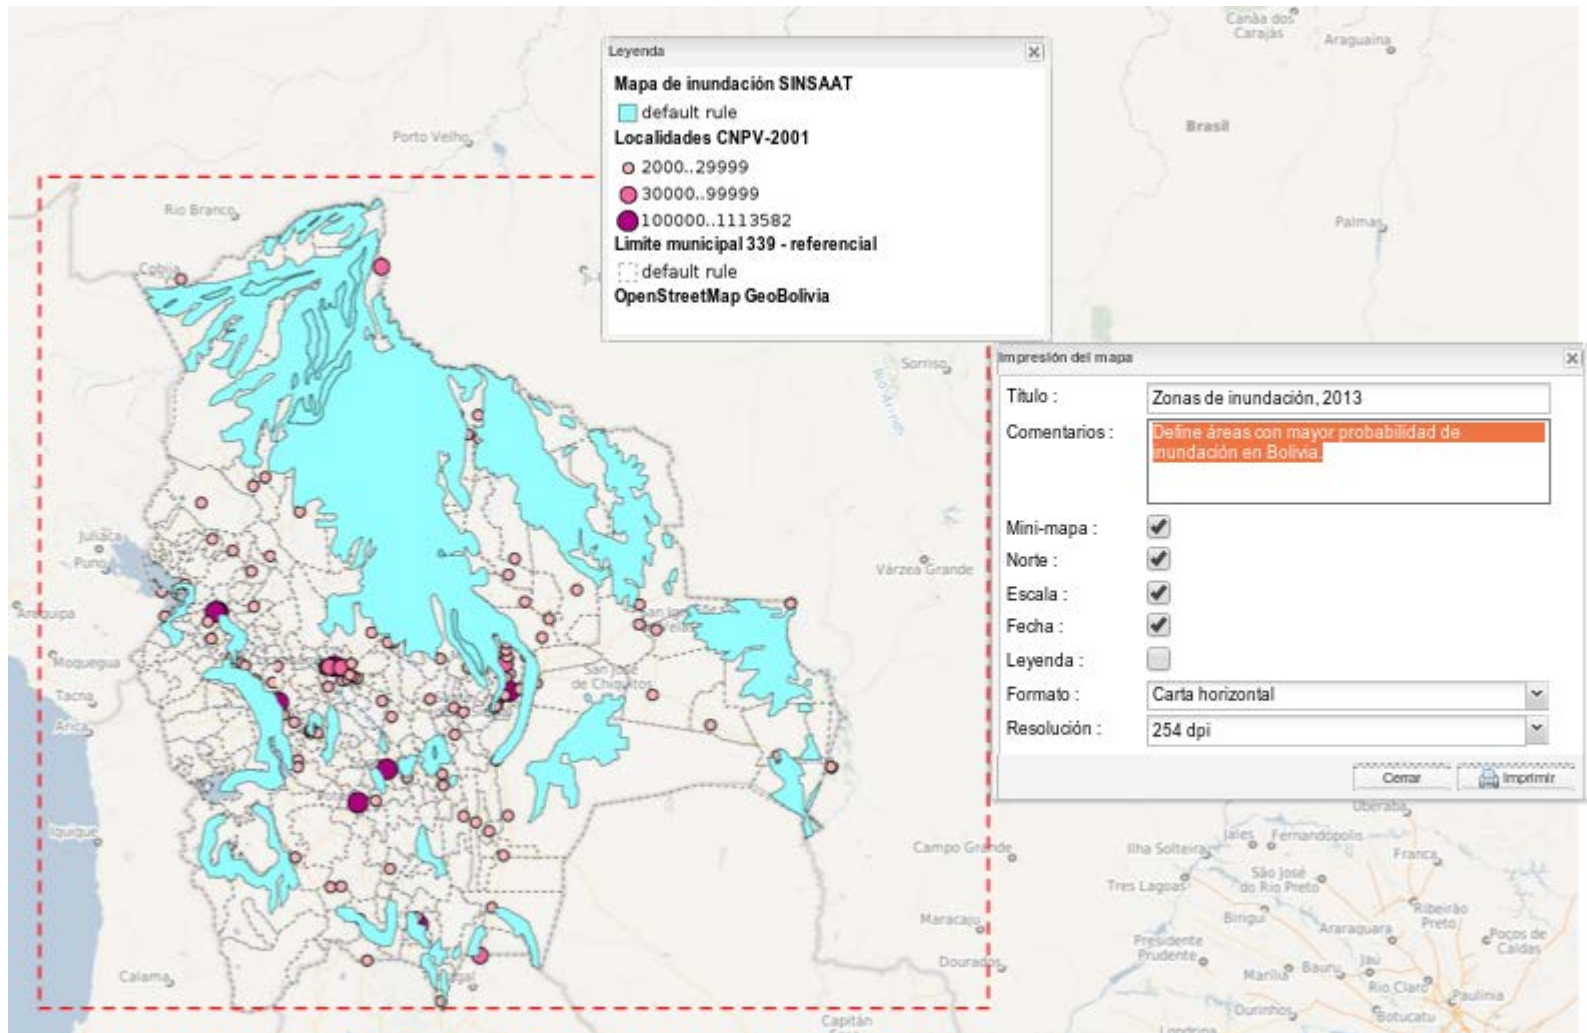 Leyenda
Mapa de inundación SINSAAT
default rule
Localidades CNPV-2001
2000..29999
30000..99999
100000..1113582
Limite municipal 339 - referencial
default rule
OpenStreetMap GeoBolivia
Impresión del mapa
Título :
Zonas de inundación, 2013
Comentarios :
Define áreas con mayor probabilidad de
inundación en Bolivia.
Mini-mapa :
Norte :
Escala :
Fecha :
Leyenda :
Formato :
Carta horizontal
Resolución :
254 dpi
Cerrar
Imprimir
Canãa dos
Carajás
Araguaina
Brasil
Porto Velho
Palmas
Rio Branco
Cobija
Sorriso
Juliaca
Puno
Várzea Grande
Arequipa
Moquegua
San José
de Chiquitos
Tacna
Arica
Iquique
Uberaba
Jales
Fernandópolis
Campo Grande
Ilha Solteira
Franca
Tres Lagoas
São José
do Rio Preto
Ribeirão
Preto
Maracaju
Birigui
Araraquara
Poços de
Caldas
Presidente
Prudente
Dourados
Calama
Marília
Bauru
Jaú
Rio Claro
Paulínia
Ourinhos
Botucatu
Capitán
Londrina